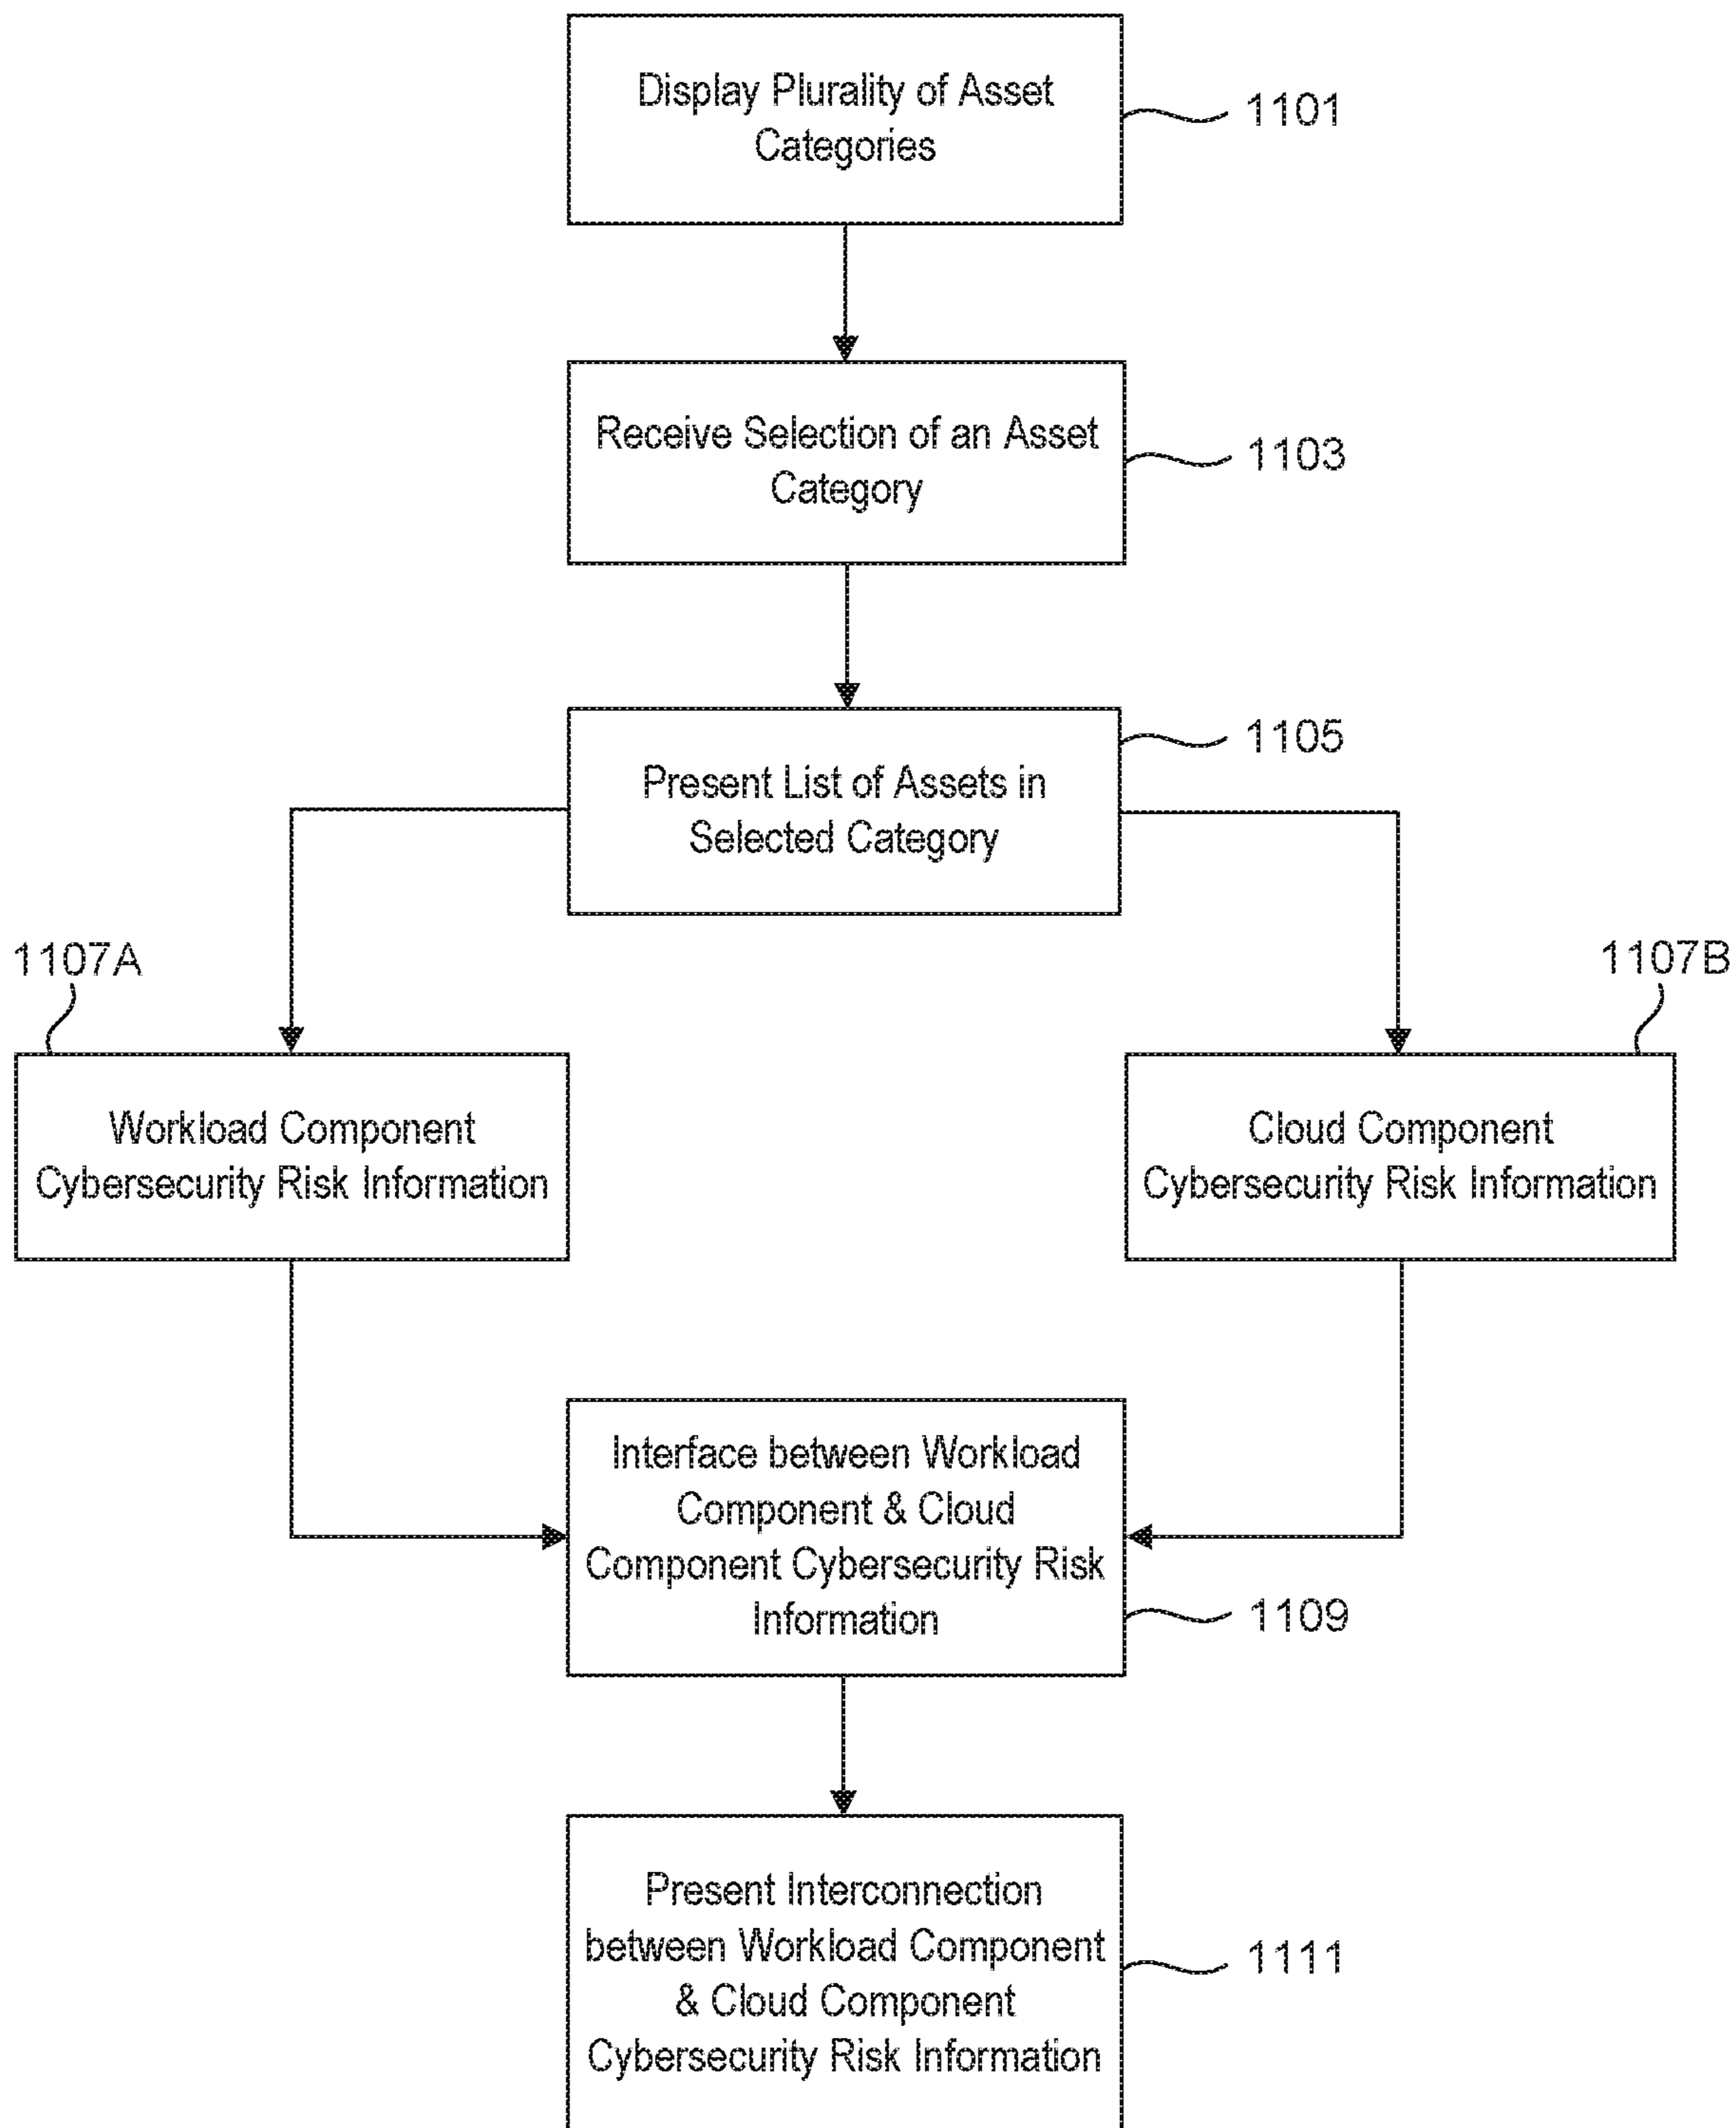 Display Plurality of Asset
Categories
1101
Receive Selection of an Asset
Category
1103
Present List of Assets in
Selected Category
1105
1107A
Workload Component
Cybersecurity Risk Information
1107B
Cloud Component
Cybersecurity Risk Information
Interface between Workload
Component & Cloud
Component Cybersecurity Risk
Information
1109
Present Interconnection
between Workload Component
& Cloud Component
Cybersecurity Risk Information
1111